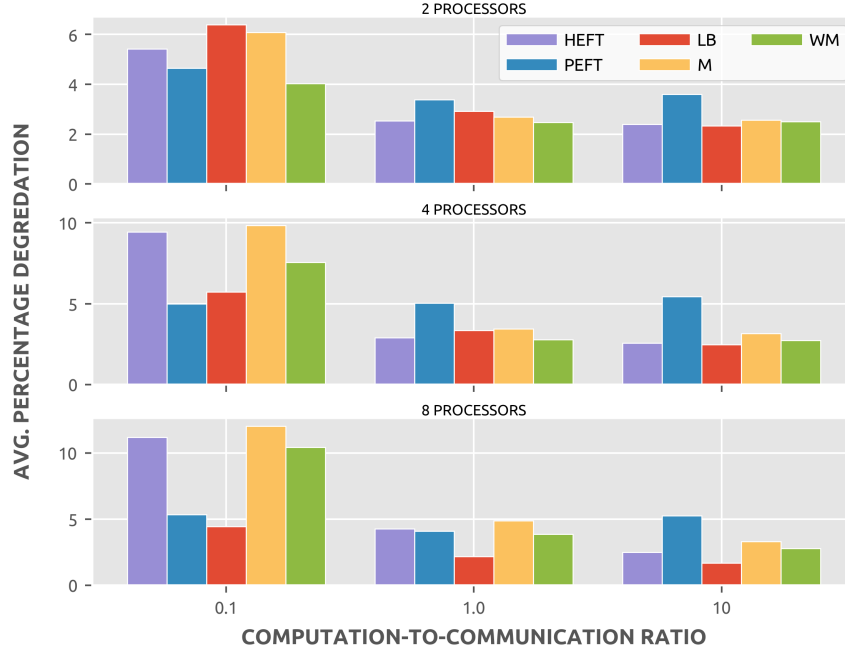 2 PROCESSORS
HEFT LB WM
PEFT M
6
4
2
0
4 PROCESSORS
10
5
0
8 PROCESSORS
10
5
0
0.1 1.0 10
COMPUTATION-TO-COMMUNICATION RATIO
AVG. PERCENTAGE DEGREDATION